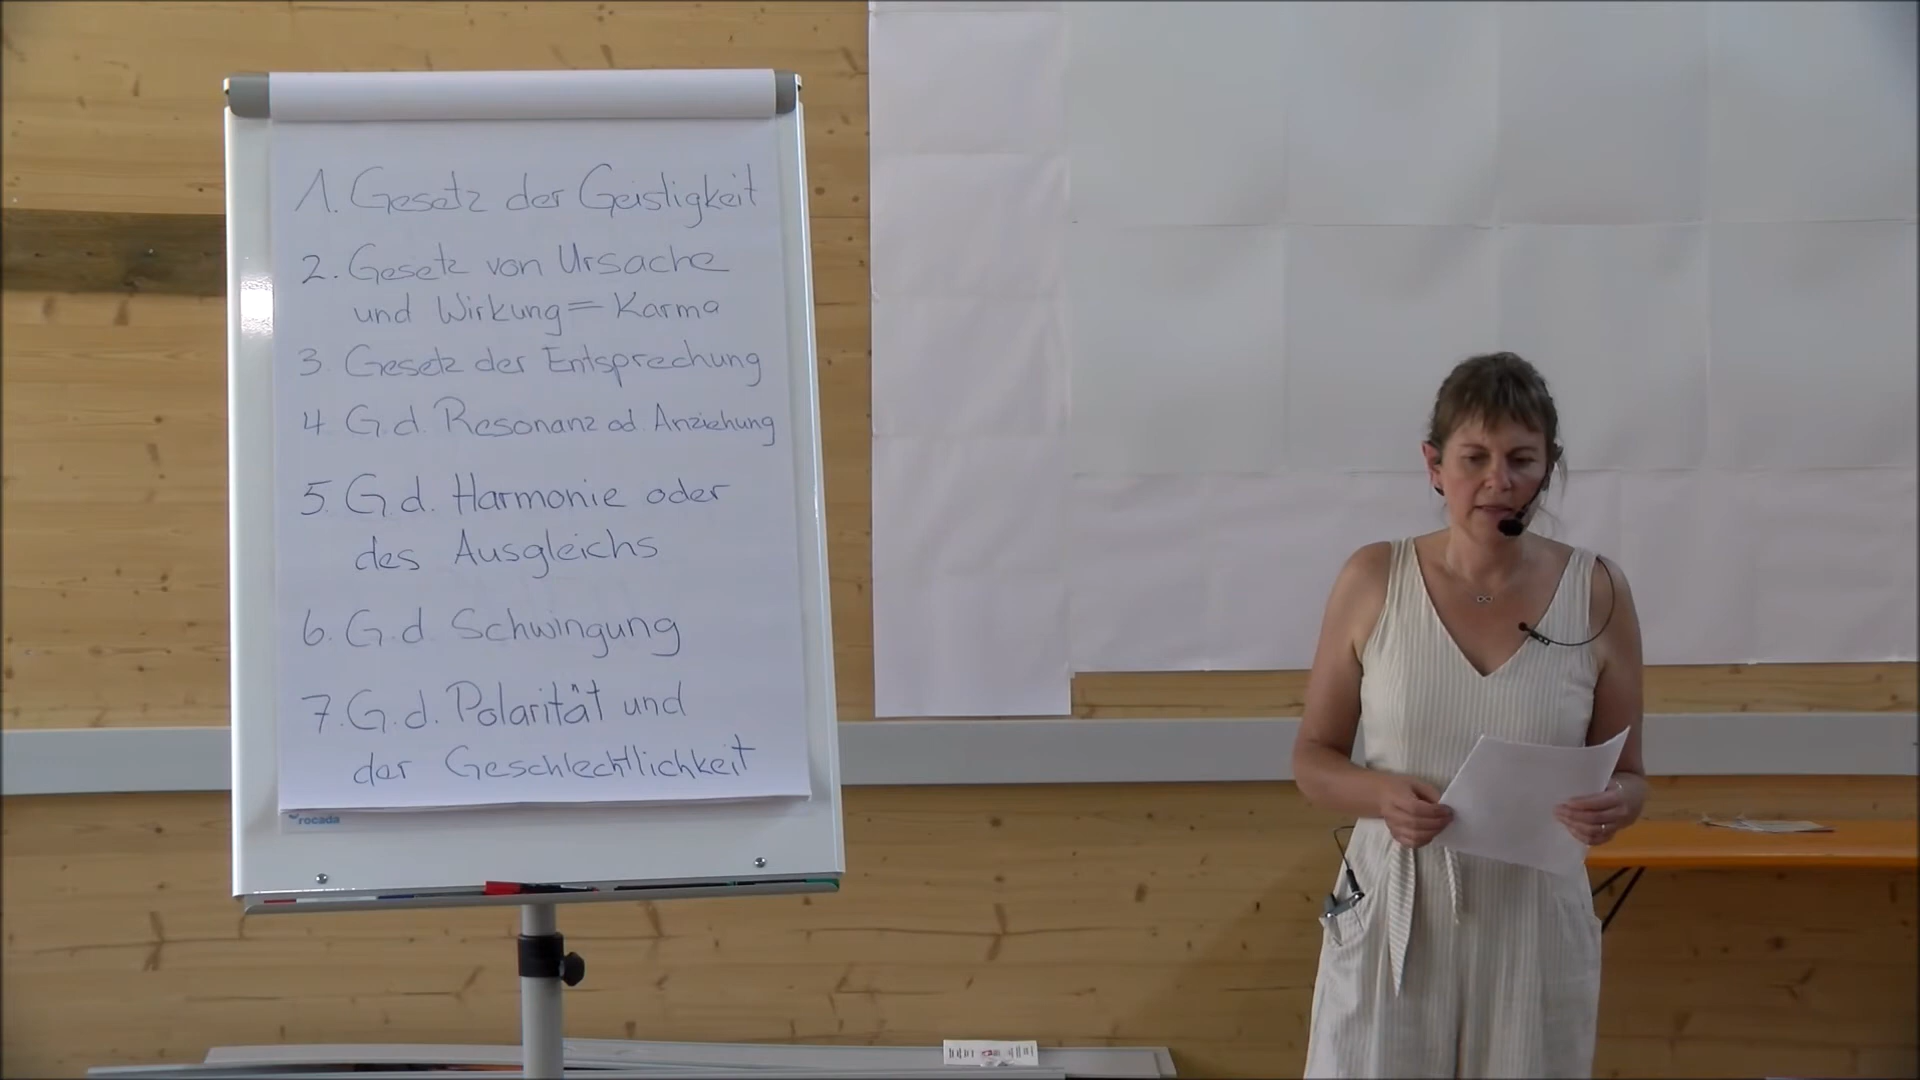 1. Gesetz der Geistigkeit
2. Gesetz von Ursache
und Wirkung = Karma
3. Gesetz der Entsprechung
4 G.d. Resonanz od. Anziehung
5. G.d. Harmonie oder
des Ausgleichs
6. G.d Schwingung
7. G.d. Polarität und
der Geschlechtlichkeit
rocada